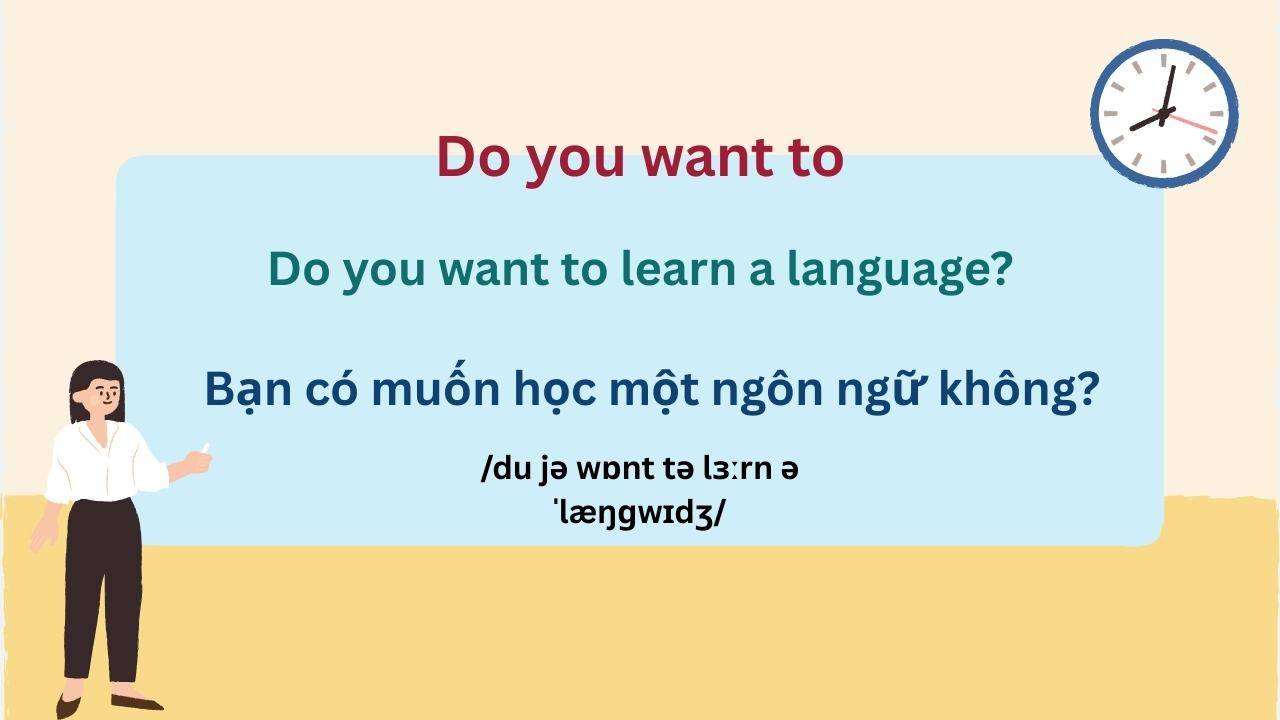 Do you want to
Do you want to learn a language?
Bạn có muốn học một ngôn ngữ không?
/du jə wɒnt tə lɜːrn ə
ˈlæŋgwɪdʒ/